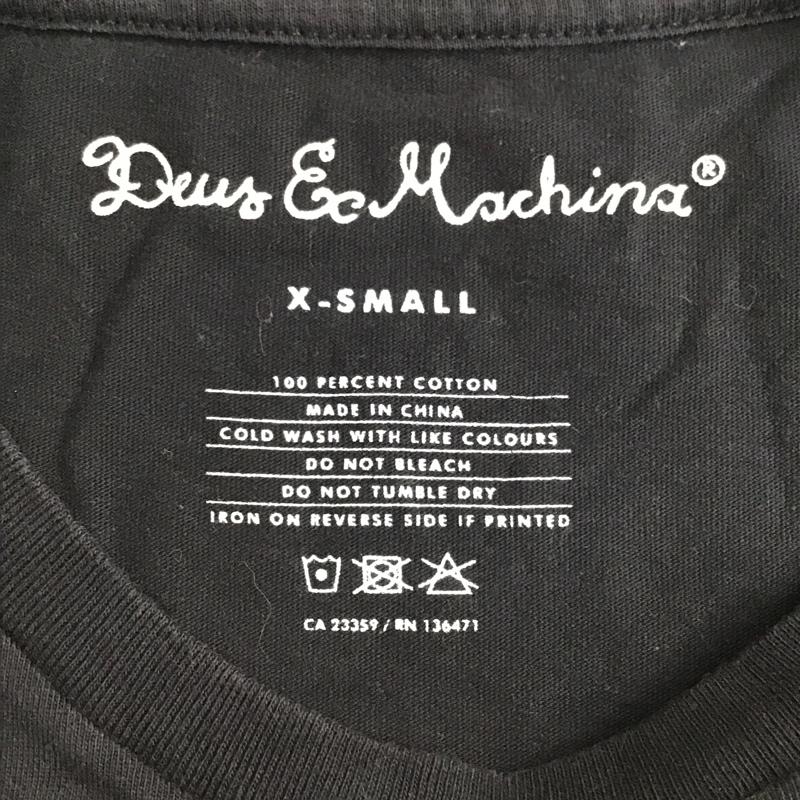 Deus Ex Machina®
X-SMALL
100 PERCENT COTTON
MADE IN CHINA
COLD WASH WITH LIKE COLOURS
DO NOT BLEACH
DO NOT TUMBLE DRY
IRON ON REVERSE SIDE IF PRINTED
CA 23359 / RN 136471